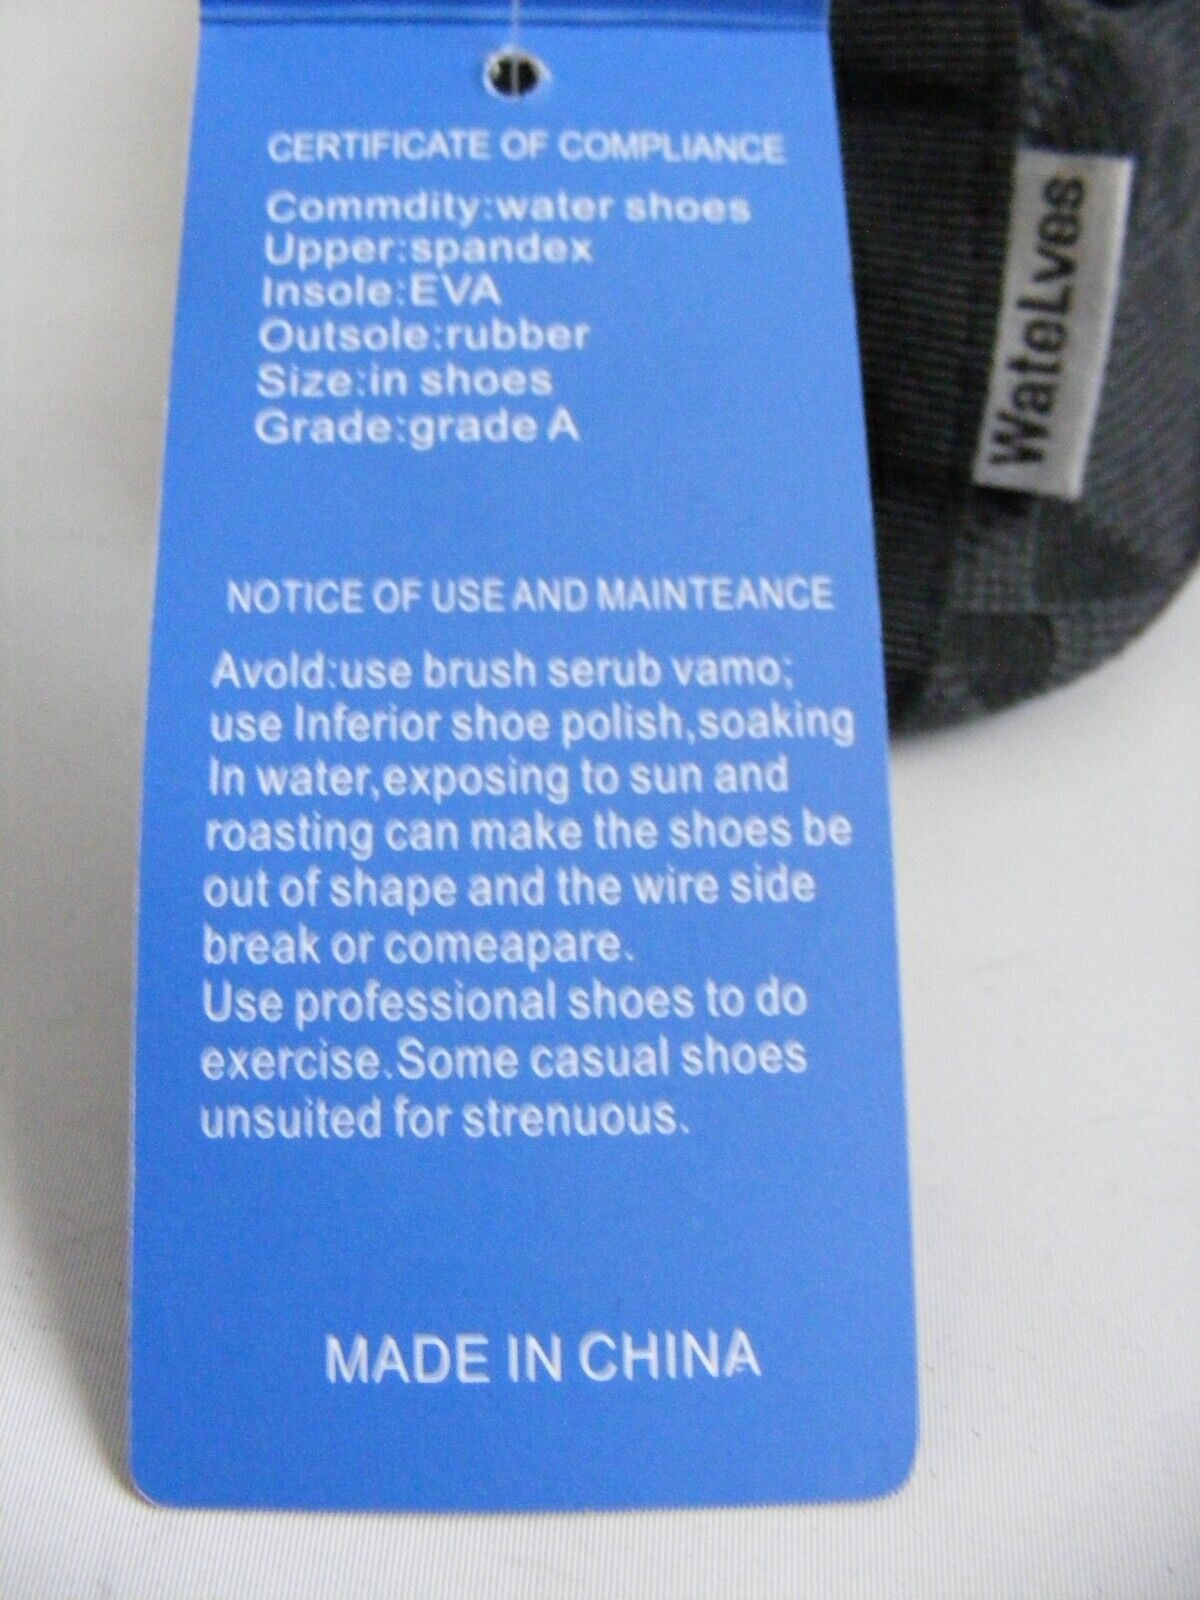 CERTIFICATE OF COMPLIANCE
Commdity:water shoes
Upper:spandex
Insole:EVA
Outsole:rubber
Size:in shoes
Grade:grade A
NOTICE OF USE AND MAINTEANCE
Avold:use brush serub vamo;
use Inferior shoe polish,soaking
In water,exposing to sun and
roasting can make the shoes be
out of shape and the wire side
break or comeapare.
Use professional shoes to do
exercise.Some casual shoes
unsuited for strenuous.
MADE IN CHINA
WateLves